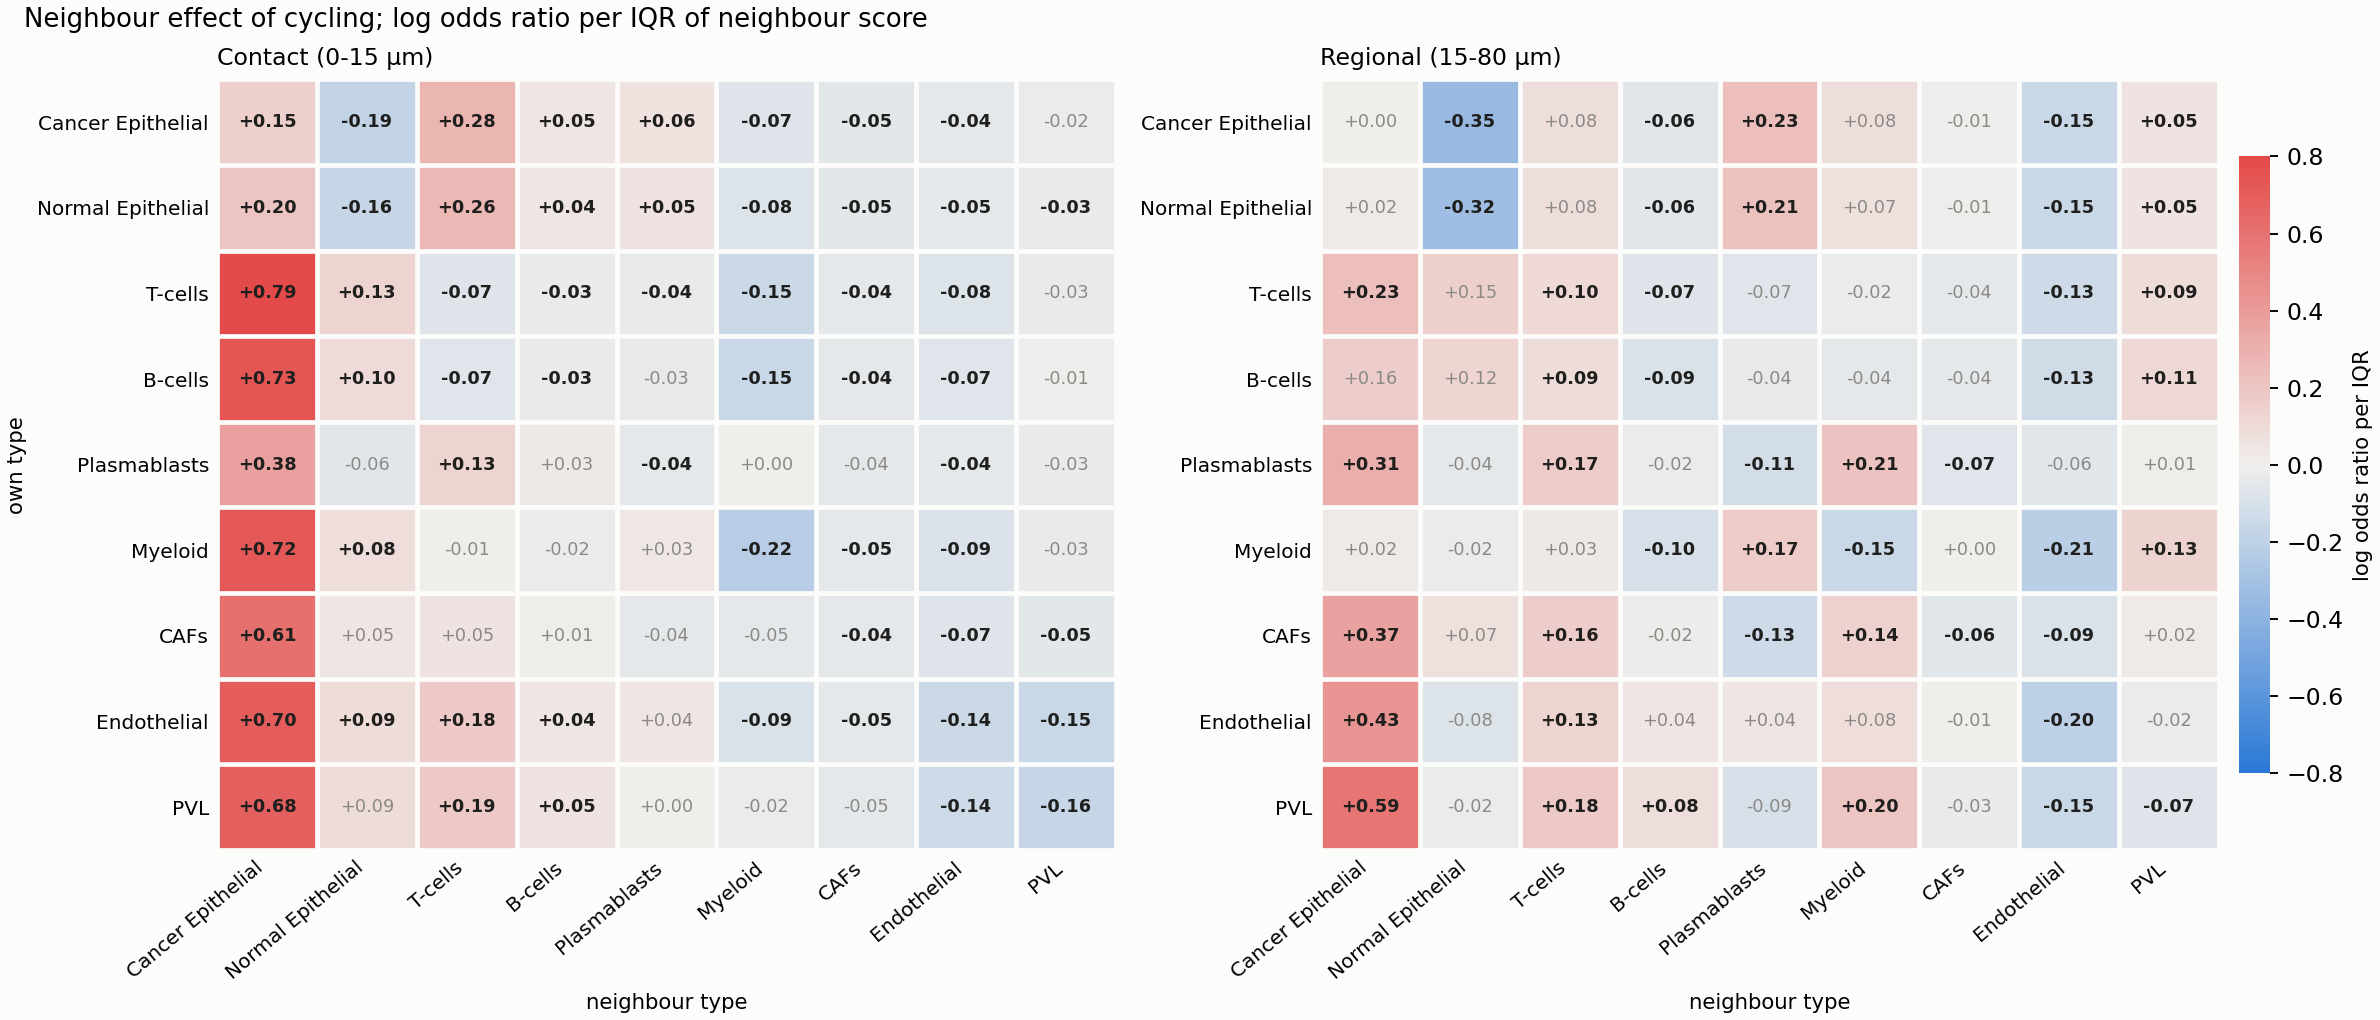 Neighbour effect of cycling; log odds ratio per IQR of neighbour score
Contact (0-15 µm)
own type
Cancer Epithelial +0.15 -0.19 +0.28 +0.05 +0.06 -0.07 -0.05 -0.04 -0.02
Normal Epithelial +0.20 -0.16 +0.26 +0.04 +0.05 -0.08 -0.05 -0.05 -0.03
T-cells +0.79 +0.13 -0.07 -0.03 -0.04 -0.15 -0.04 -0.08 -0.03
B-cells +0.73 +0.10 -0.07 -0.03 -0.03 -0.15 -0.04 -0.07 -0.01
Plasmablasts +0.38 -0.06 +0.13 +0.03 -0.04 +0.00 -0.04 -0.04 -0.03
Myeloid +0.72 +0.08 -0.01 -0.02 +0.03 -0.22 -0.05 -0.09 -0.03
CAFs +0.61 +0.05 +0.05 +0.01 -0.04 -0.05 -0.04 -0.07 -0.05
Endothelial +0.70 +0.09 +0.18 +0.04 +0.04 -0.09 -0.05 -0.14 -0.15
PVL +0.68 +0.09 +0.19 +0.05 +0.00 -0.02 -0.05 -0.14 -0.16
Cancer Epithelial Normal Epithelial T-cells B-cells Plasmablasts Myeloid CAFs Endothelial PVL
neighbour type
Regional (15-80 µm)
Cancer Epithelial +0.00 -0.35 +0.08 -0.06 +0.23 +0.08 -0.01 -0.15 +0.05
Normal Epithelial +0.02 -0.32 +0.08 -0.06 +0.21 +0.07 -0.01 -0.15 +0.05
T-cells +0.23 +0.15 +0.10 -0.07 -0.07 -0.02 -0.04 -0.13 +0.09
B-cells +0.16 +0.12 +0.09 -0.09 -0.04 -0.04 -0.04 -0.13 +0.11
Plasmablasts +0.31 -0.04 +0.17 -0.02 -0.11 +0.21 -0.07 -0.06 +0.01
Myeloid +0.02 -0.02 +0.03 -0.10 +0.17 -0.15 +0.00 -0.21 +0.13
CAFs +0.37 +0.07 +0.16 -0.02 -0.13 +0.14 -0.06 -0.09 +0.02
Endothelial +0.43 -0.08 +0.13 +0.04 +0.04 +0.08 -0.01 -0.20 -0.02
PVL +0.59 -0.02 +0.18 +0.08 -0.09 +0.20 -0.03 -0.15 -0.07
Cancer Epithelial Normal Epithelial T-cells B-cells Plasmablasts Myeloid CAFs Endothelial PVL
neighbour type
0.8
0.6
0.4
0.2
0.0
−0.2
−0.4
−0.6
−0.8
log odds ratio per IQR